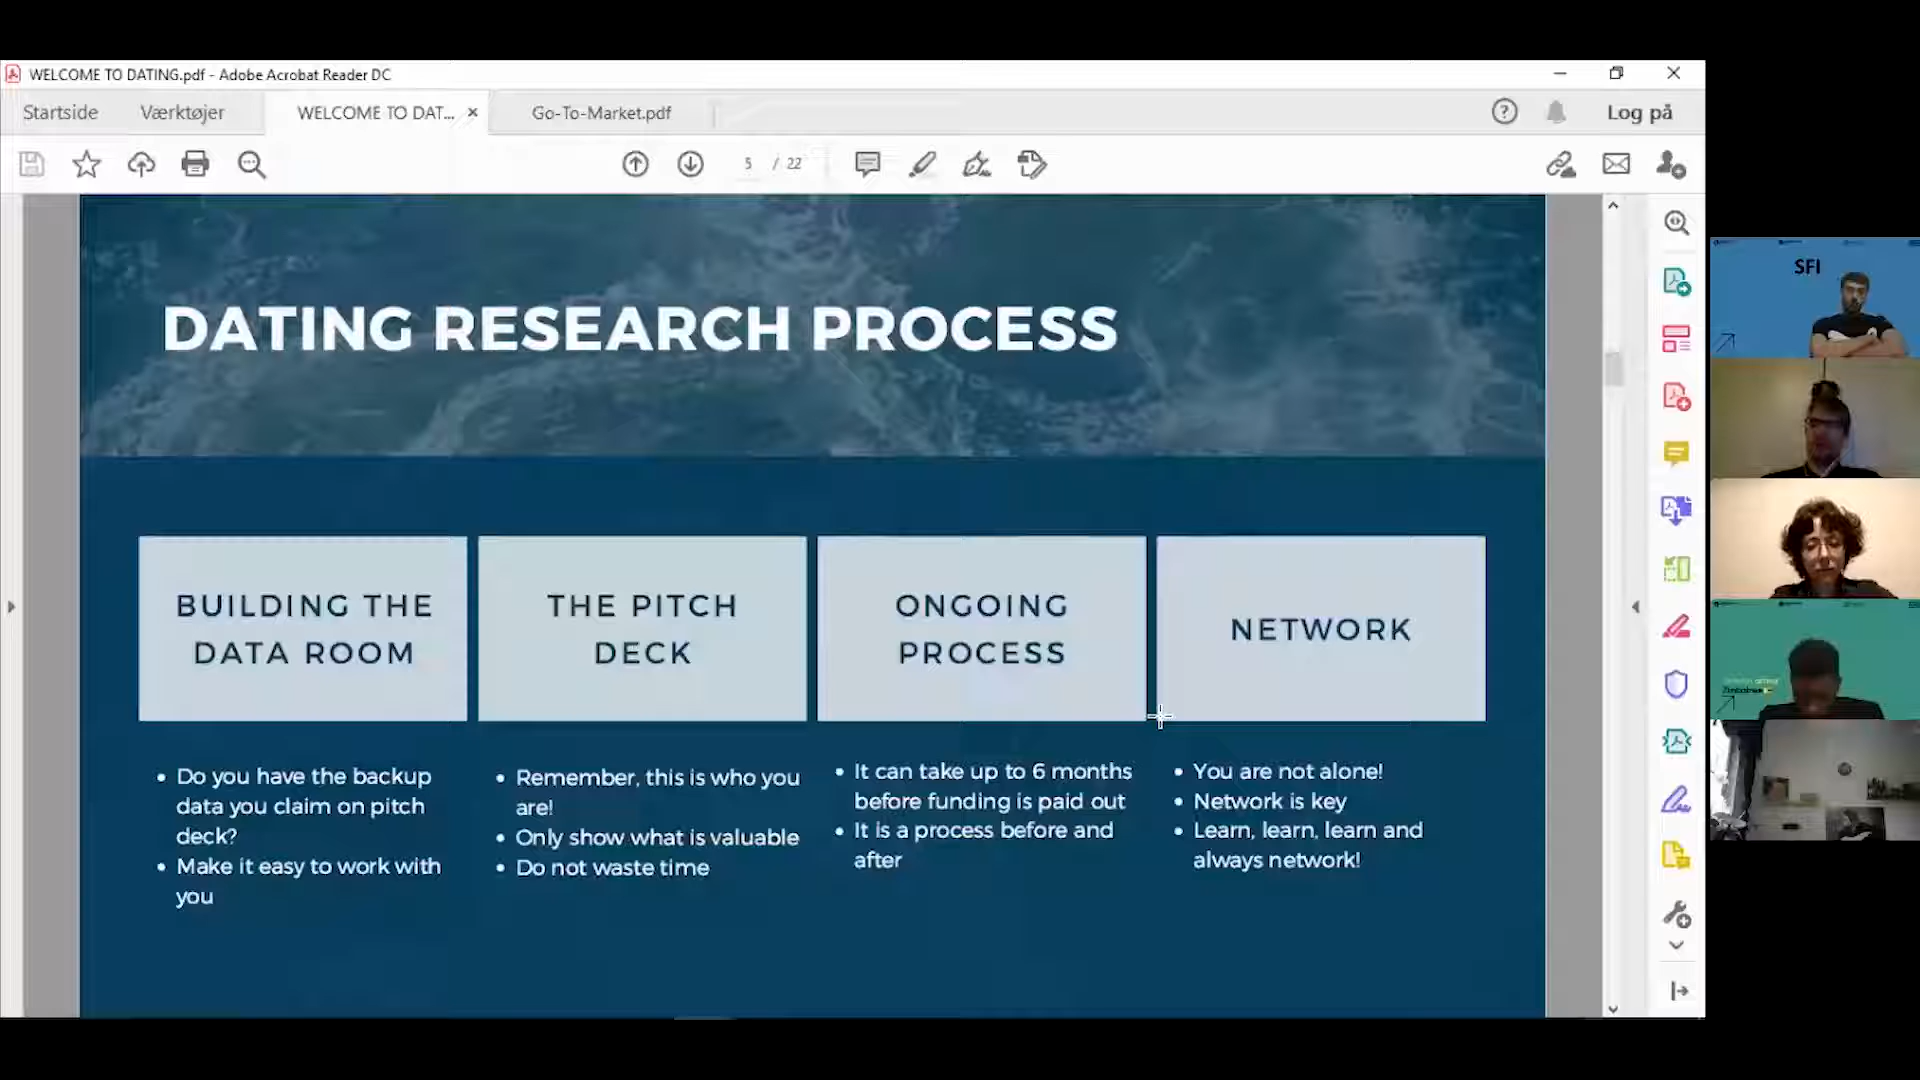 WELCOME TO DATING.pdf - Adobe Acrobat Reader DC
Startside
Værktøjer
WELCOME TO DAT...
Go-To-Market.pdf
Log på
5 / 22
DATING RESEARCH PROCESS
BUILDING THE
DATA ROOM
THE PITCH
DECK
ONGOING
PROCESS
NETWORK
• Do you have the backup
data you claim on pitch
deck?
• Make it easy to work with
you
• Remember, this is who you
are!
• Only show what is valuable
• Do not waste time
• It can take up to 6 months
before funding is paid out
• It is a process before and
after
• You are not alone!
• Network is key
• Learn, learn, learn and
always network!
SFI